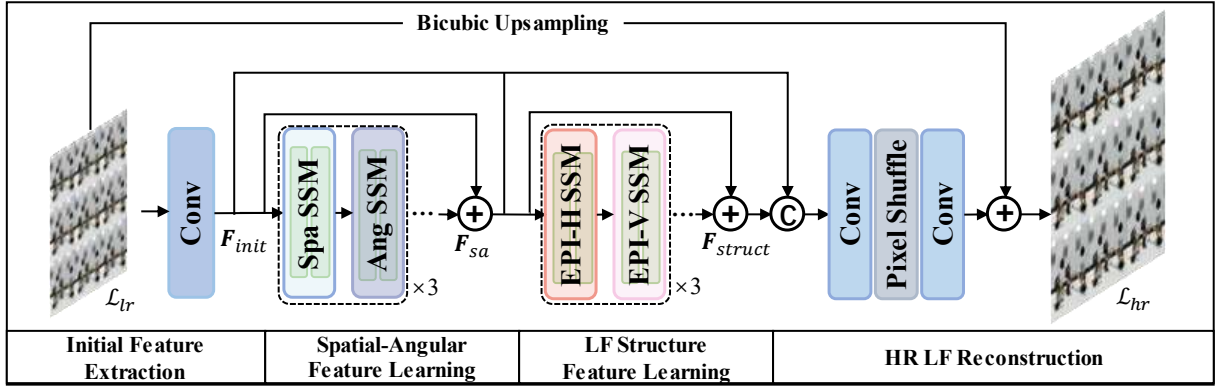 Bicubic Upsampling
Conv
Spa SSM
Ang SSM
EPI-H SSM
EPI-V SSM
Conv
Pixel Shuffle
Conv
...
+
...
+
C
+
F_init
F_sa
F_struct
×3
×3
ℒ_lr
ℒ_hr
Initial Feature
Extraction
Spatial-Angular
Feature Learning
LF Structure
Feature Learning
HR LF Reconstruction